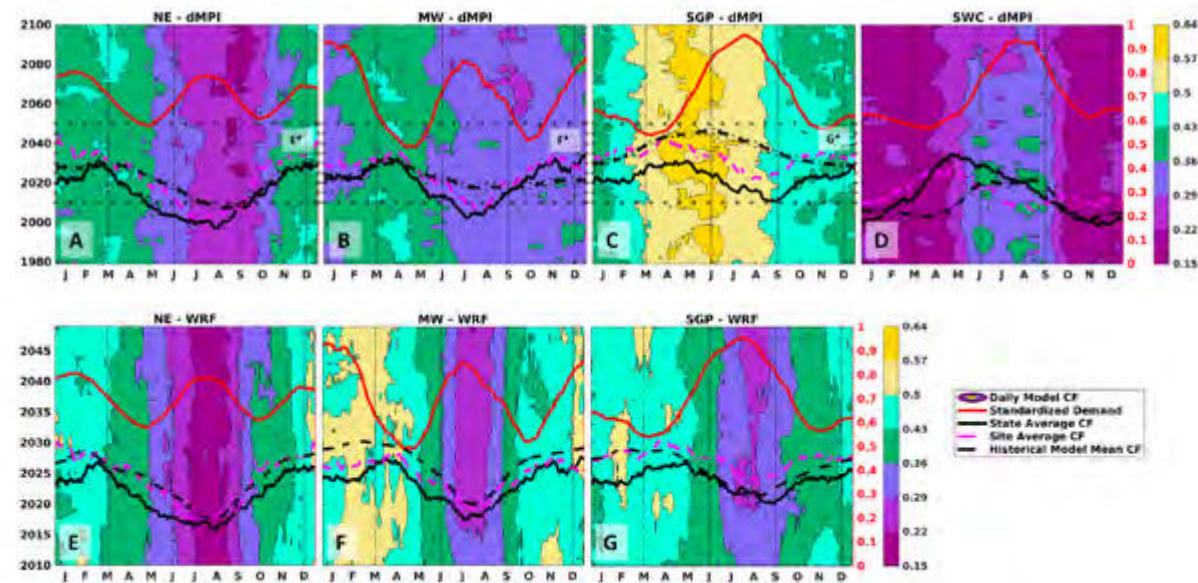 NE - dMPI
MW - dMPI
SGP - dMPI
SWC - dMPI
2100
2080
2060
2040
2020
2000
1980
A
B
C
D
E*
F*
G*
J F M A M J J A S O N D
J F M A M J J A S O N D
J F M A M J J A S O N D
J F M A M J J A S O N D
1
0.9
0.8
0.7
0.6
0.5
0.4
0.3
0.2
0.1
0
0.64
0.57
0.5
0.43
0.36
0.29
0.22
0.15
NE - WRF
MW - WRF
SGP - WRF
2045
2040
2035
2030
2025
2020
2015
2010
E
F
G
J F M A M J J A S O N D
J F M A M J J A S O N D
J F M A M J J A S O N D
1
0.9
0.8
0.7
0.6
0.5
0.4
0.3
0.2
0.1
0
0.64
0.57
0.5
0.43
0.36
0.29
0.22
0.15
Daily Model CF
Standardized Demand
State Average CF
Site Average CF
Historical Model Mean CF